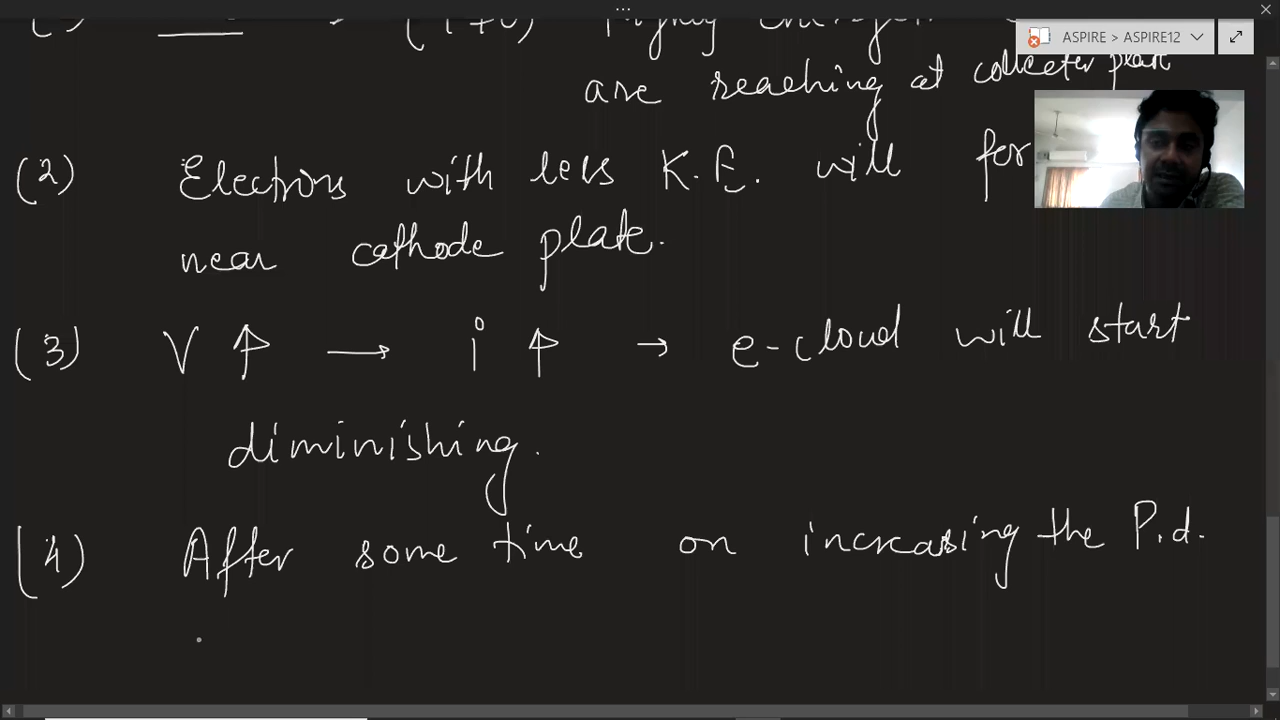 ASPIRE > ASPIRE12
are reaching at collecter plate
(2) Electrons with less K.E. will for
near cathode plate.
(3) V ↑ → i ↑ → e-cloud will start
diminishing.
(4) After some time on increasing the P.d.